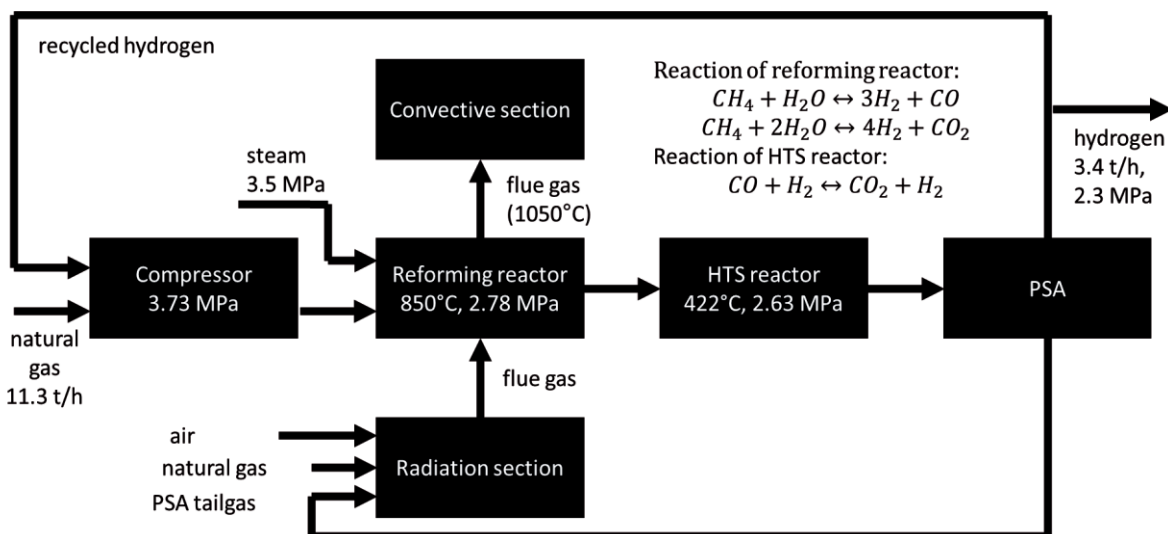 recycled hydrogen
Reaction of reforming reactor:
CH₄ + H₂O ↔ 3H₂ + CO
CH₄ + 2H₂O ↔ 4H₂ + CO₂
Reaction of HTS reactor:
CO + H₂ ↔ CO₂ + H₂
Convective section
hydrogen
3.4 t/h,
2.3 MPa
steam
3.5 MPa
flue gas
(1050°C)
Compressor
3.73 MPa
Reforming reactor
850°C, 2.78 MPa
HTS reactor
422°C, 2.63 MPa
PSA
natural
gas
11.3 t/h
flue gas
air
natural gas
PSA tailgas
Radiation section